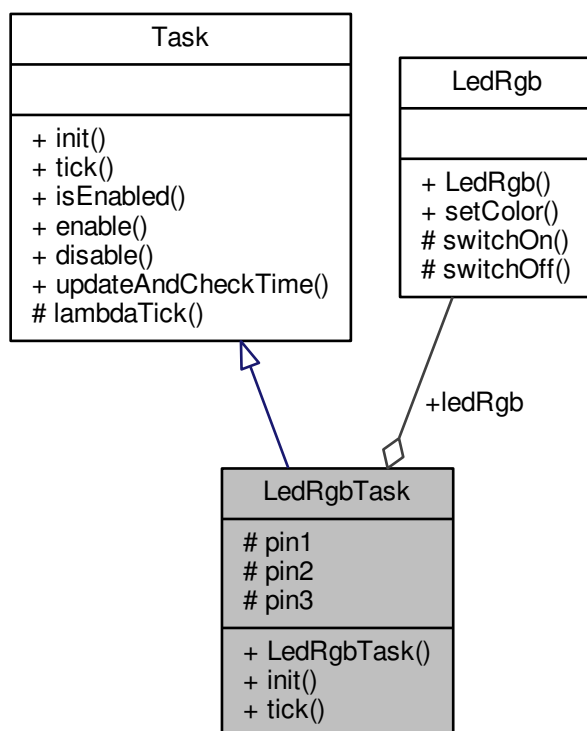 Task
+ init()
+ tick()
+ isEnabled()
+ enable()
+ disable()
+ updateAndCheckTime()
# lambdaTick()
LedRgb
+ LedRgb()
+ setColor()
# switchOn()
# switchOff()
+ledRgb
LedRgbTask
# pin1
# pin2
# pin3
+ LedRgbTask()
+ init()
+ tick()